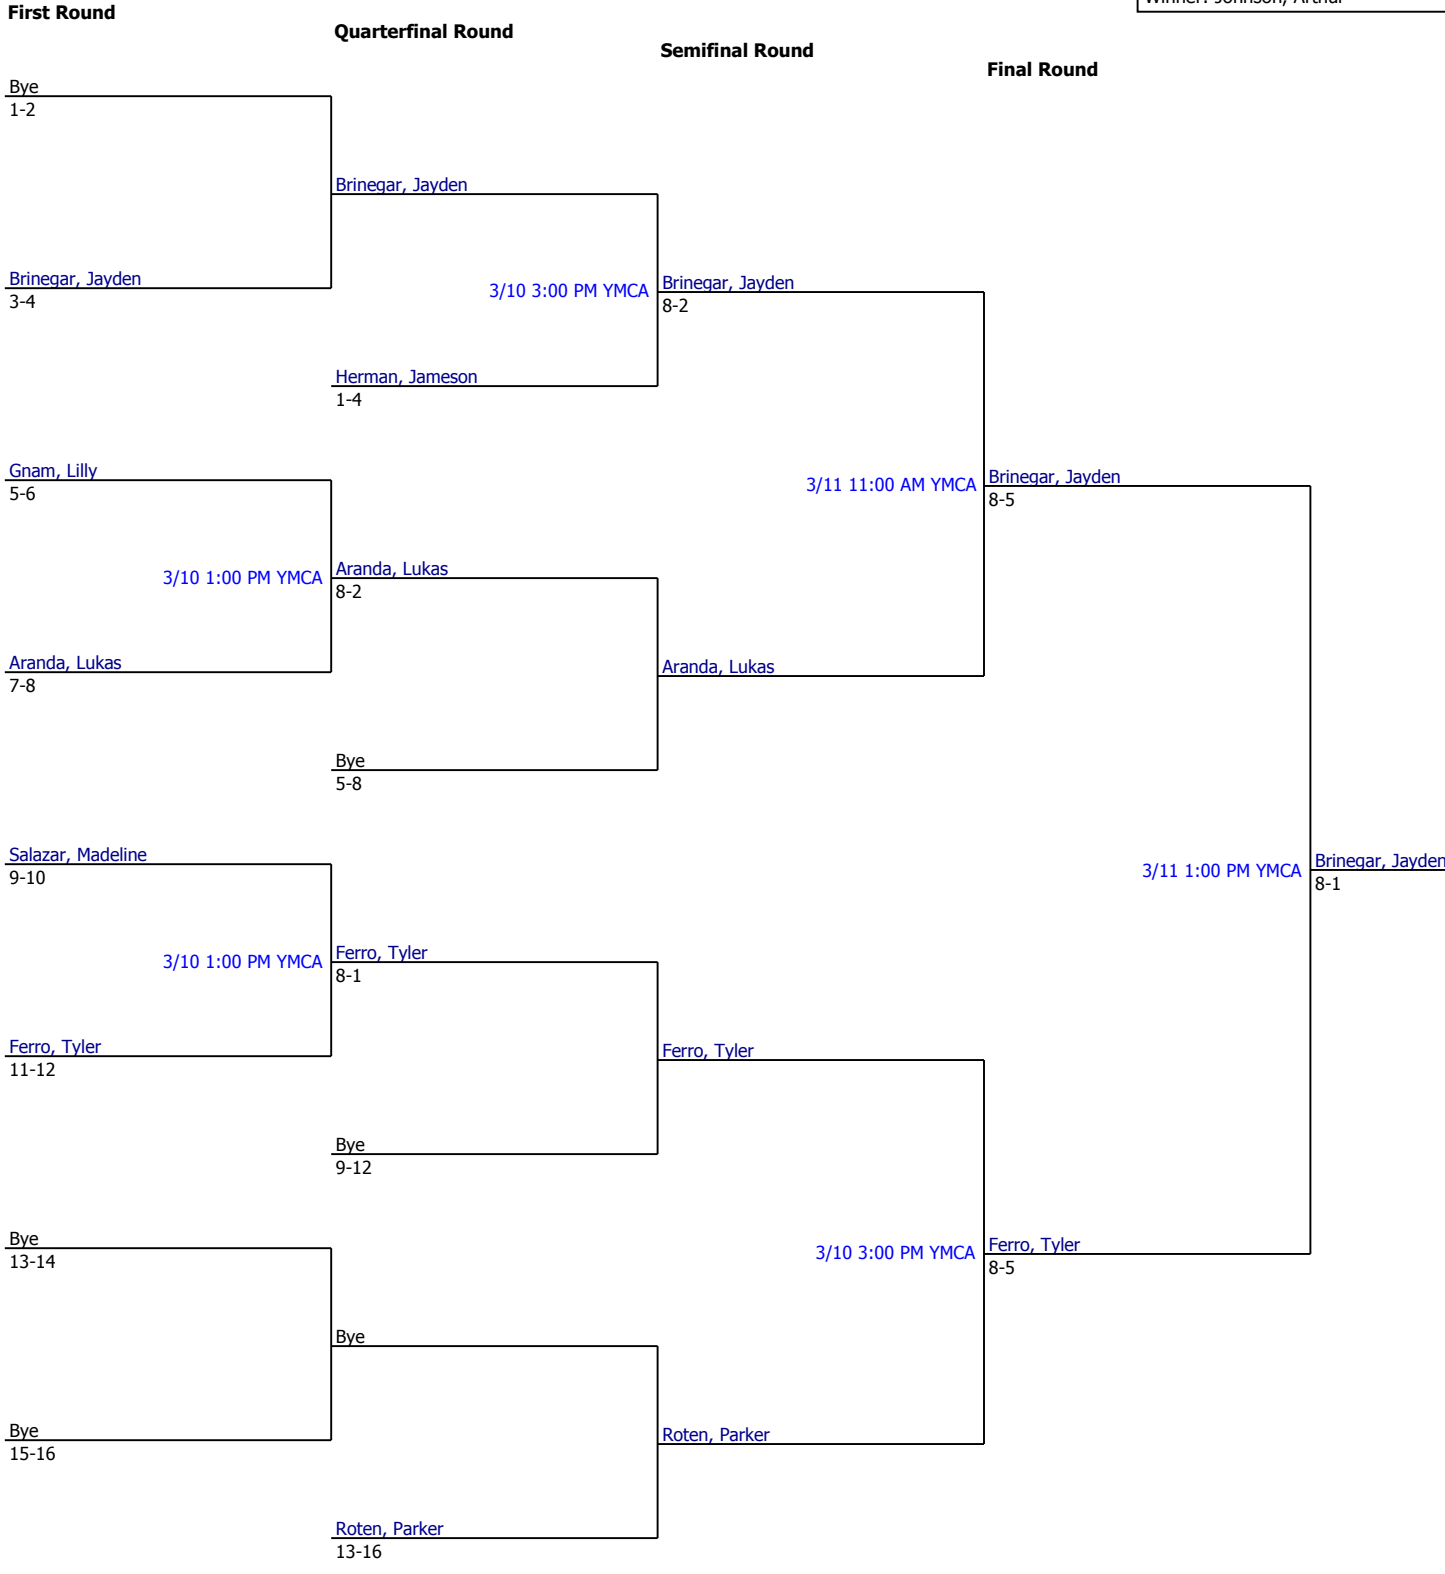 Winner: Johnson, Arthur
First Round
Quarterfinal Round
Semifinal Round
Final Round
Bye
1-2
Brinegar, Jayden
Brinegar, Jayden
3-4
3/10 3:00 PM YMCA
Brinegar, Jayden
8-2
Herman, Jameson
1-4
Gnam, Lilly
5-6
3/11 11:00 AM YMCA
Brinegar, Jayden
8-5
3/10 1:00 PM YMCA
Aranda, Lukas
8-2
Aranda, Lukas
7-8
Aranda, Lukas
Bye
5-8
Salazar, Madeline
9-10
3/11 1:00 PM YMCA
Brinegar, Jayden
8-1
3/10 1:00 PM YMCA
Ferro, Tyler
8-1
Ferro, Tyler
11-12
Ferro, Tyler
Bye
9-12
Bye
13-14
3/10 3:00 PM YMCA
Ferro, Tyler
8-5
Bye
Bye
15-16
Roten, Parker
Roten, Parker
13-16